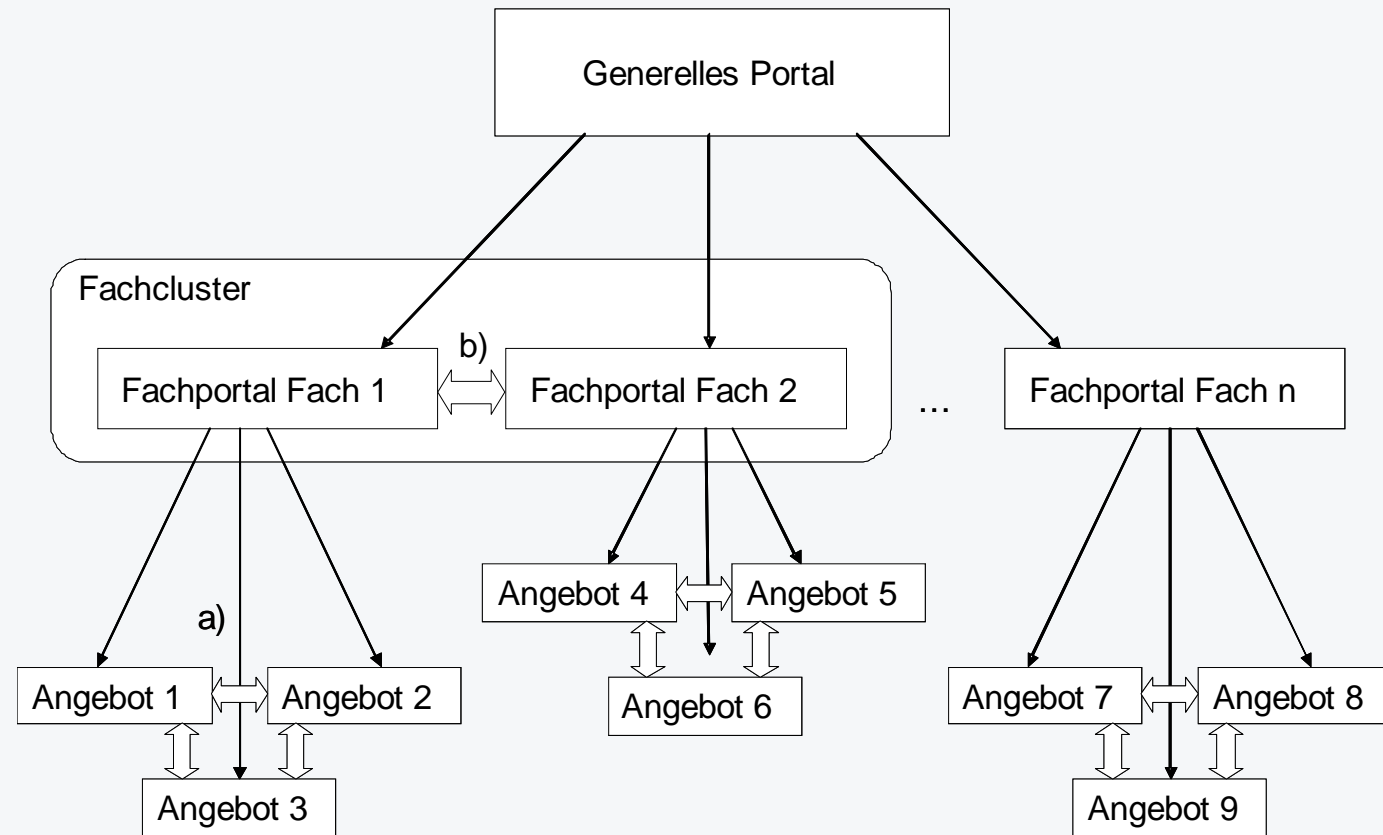 Generelles Portal
Fachcluster
b)
Fachportal Fach 1
Fachportal Fach 2
...
Fachportal Fach n
a)
Angebot 4
Angebot 5
Angebot 1
Angebot 2
Angebot 6
Angebot 7
Angebot 8
Angebot 3
Angebot 9